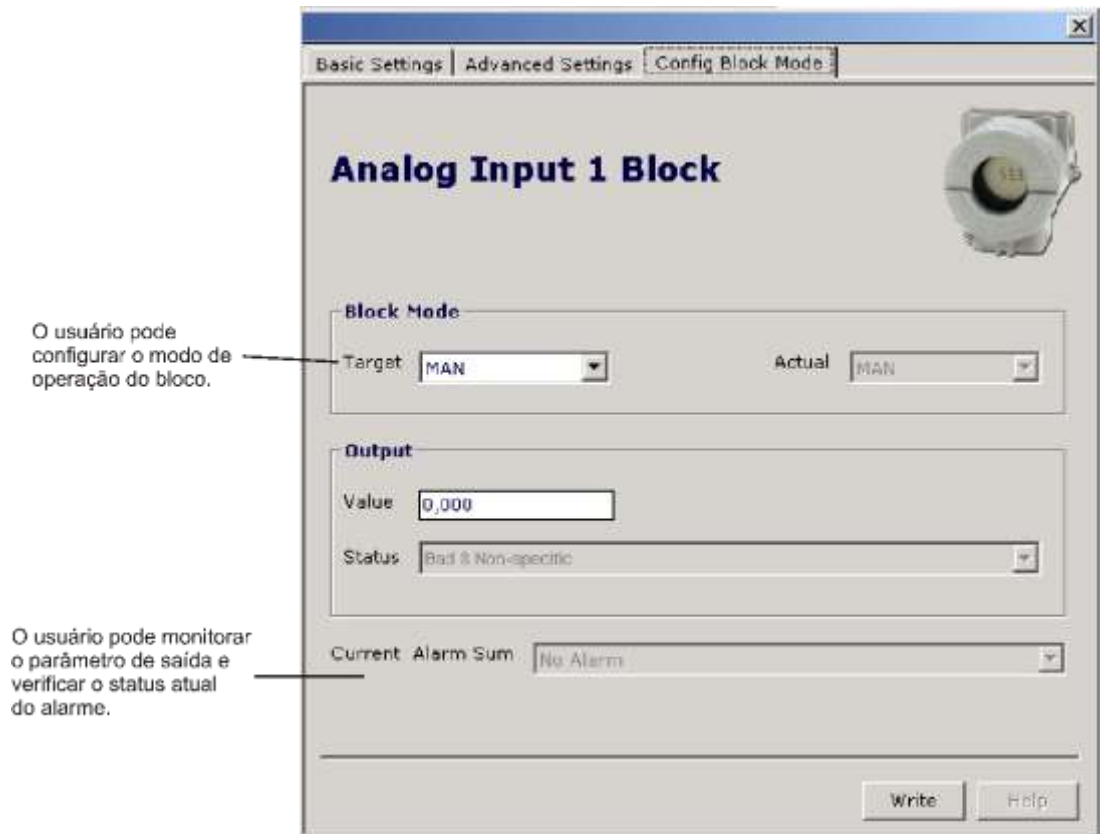 Basic Settings Advanced Settings Config Block Mode
Analog Input 1 Block
Block Mode
O usuário pode
configurar o modo de
operação do bloco.
Target MAN Actual MAN
Output
Value 0,000
Status Bad & Non-specific
O usuário pode monitorar
o parâmetro de saída e
verificar o status atual
do alarme.
Current Alarm Sum No Alarm
Write Help